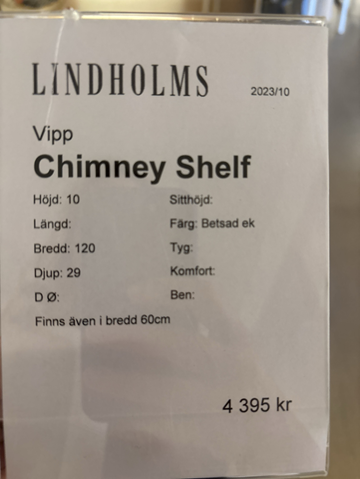 LINDHOLMS
2023/10
Vipp
Chimney Shelf
Höjd: 10 Sitthöjd:
Längd: Färg: Betsad ek
Bredd: 120 Tyg:
Djup: 29 Komfort:
D Ø: Ben:
Finns även i bredd 60cm
4 395 kr